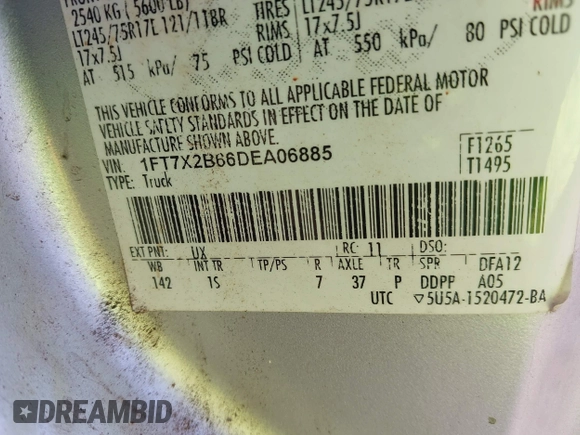 2540 KG ( 5600 LB) TIRES LT245/75R17E
LT245/75R17E 121/118R RIMS 17x7.5J RIMS
17x7.5J AT 550 kPa/ 80 PSI COLD
AT 515 kPa/ 75 PSI COLD
THIS VEHICLE CONFORMS TO ALL APPLICABLE FEDERAL MOTOR
VEHICLE SAFETY STANDARDS IN EFFECT ON THE DATE OF
MANUFACTURE SHOWN ABOVE.
VIN: 1FT7X2B66DEA06885 F1265
TYPE: Truck T1495
EXT PNT: UX RC: 11 DSO:
WB INT TR TP/PS R AXLE TR SPR DFA12
142 1S 7 37 P DDPP A05
UTC ▽5U5A-1520472-BA
DREAMBID